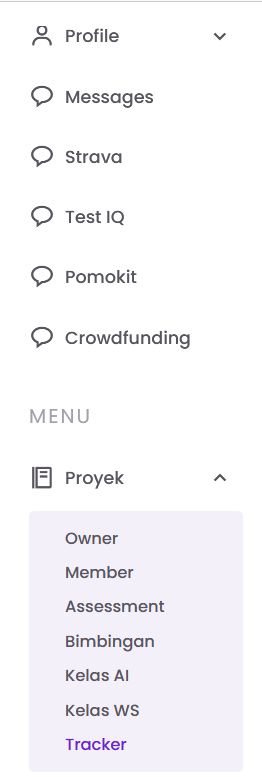 Profile
Messages
Strava
Test IQ
Pomokit
Crowdfunding
MENU
Proyek
Owner
Member
Assessment
Bimbingan
Kelas AI
Kelas WS
Tracker